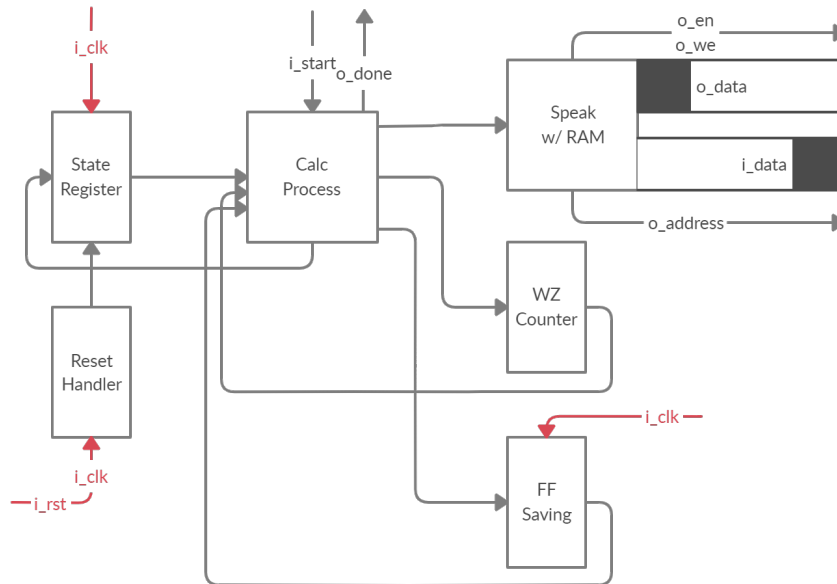 i_clk
i_start
o_done
o_en
o_we
o_data
i_data
o_address
State
Register
Calc
Process
Speak
w/ RAM
WZ
Counter
Reset
Handler
i_clk
i_rst
i_clk
FF
Saving